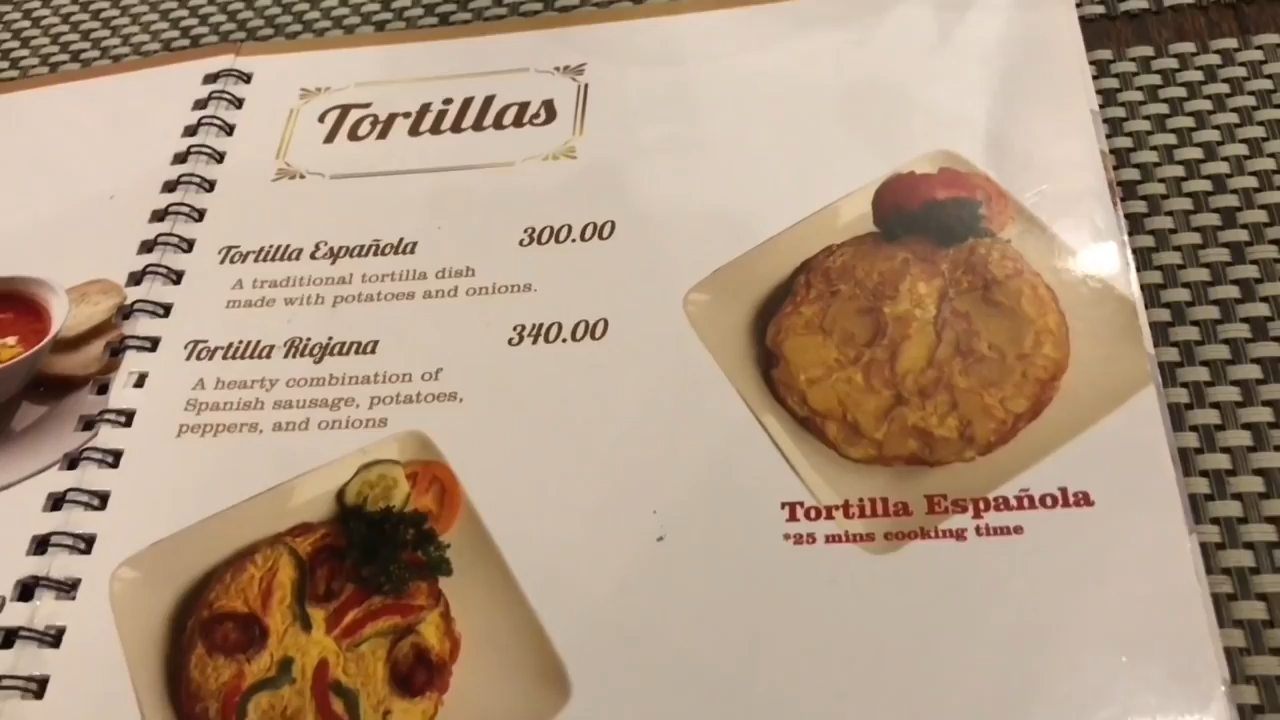 Tortillas
Tortilla Española 300.00
A traditional tortilla dish
made with potatoes and onions.
Tortilla Riojana 340.00
A hearty combination of
Spanish sausage, potatoes,
peppers, and onions
Tortilla Española
*25 mins cooking time